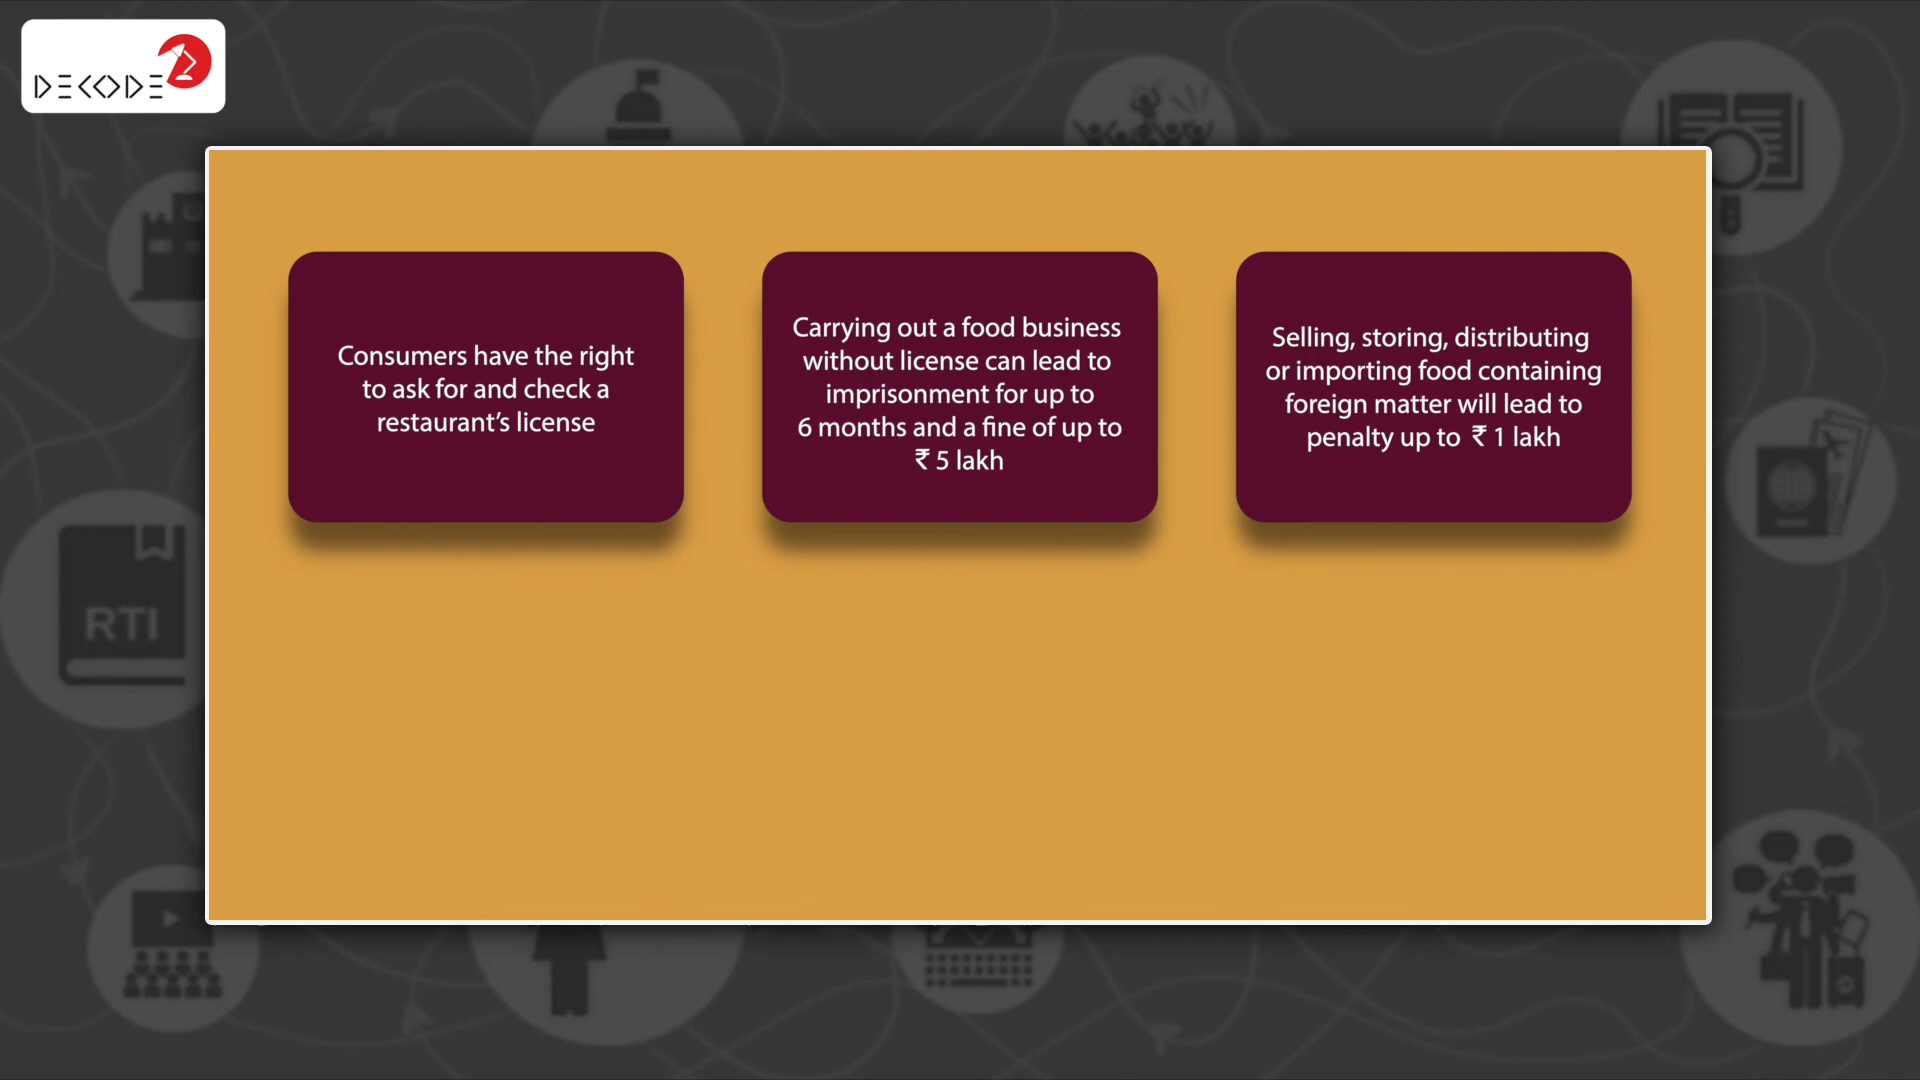 DECODE
Consumers have the right
to ask for and check a
restaurant's license
Carrying out a food business
without license can lead to
imprisonment for up to
6 months and a fine of up to
₹ 5 lakh
Selling, storing, distributing
or importing food containing
foreign matter will lead to
penalty up to ₹ 1 lakh
RTI